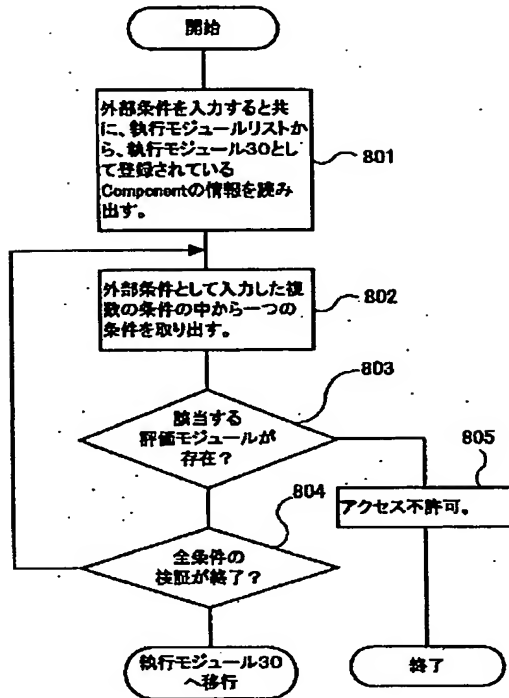 開始
外部条件を入力すると共
に、執行モジュールリストか
ら、執行モジュール30とし
て登録されている
Componentの情報を読み
出す。
801
外部条件として入力した複
数の条件の中から一つの
条件を取り出す。
802
該当する
評価モジュールが
存在?
803
805
アクセス不許可。
804
全条件の
検証が終了?
執行モジュール30
へ移行
終了